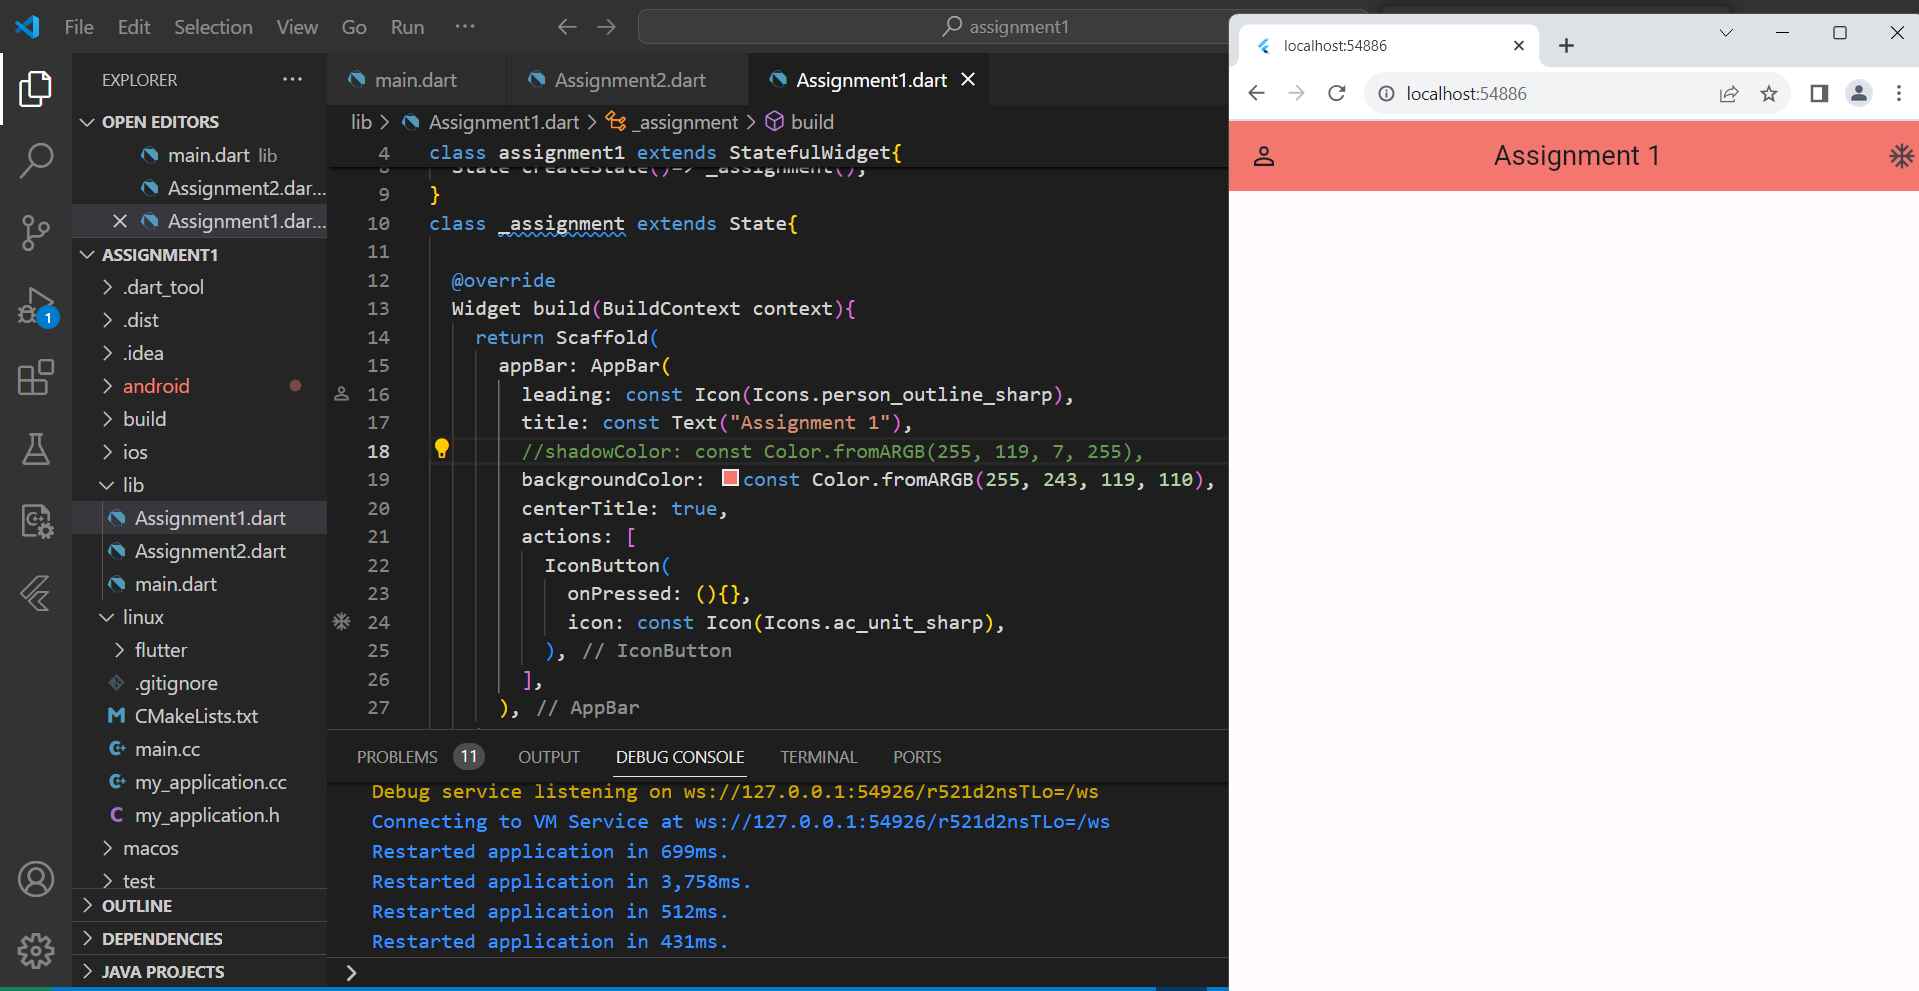 File Edit Selection View Go Run ···
assignment1
EXPLORER
OPEN EDITORS
main.dart lib
Assignment2.dar...
Assignment1.dar...
ASSIGNMENT1
.dart_tool
.dist
.idea
android
build
ios
lib
Assignment1.dart
Assignment2.dart
main.dart
linux
flutter
.gitignore
CMakeLists.txt
main.cc
my_application.cc
my_application.h
macos
test
OUTLINE
DEPENDENCIES
JAVA PROJECTS
1
main.dart Assignment2.dart Assignment1.dart
lib > Assignment1.dart > _assignment > build
4 class assignment1 extends StatefulWidget{
8 State createState()=> _assignment();
9 }
10 class _assignment extends State{
11
12 @override
13 Widget build(BuildContext context){
14 return Scaffold(
15 appBar: AppBar(
16 leading: const Icon(Icons.person_outline_sharp),
17 title: const Text("Assignment 1"),
18 //shadowColor: const Color.fromARGB(255, 119, 7, 255),
19 backgroundColor: const Color.fromARGB(255, 243, 119, 110),
20 centerTitle: true,
21 actions: [
22 IconButton(
23 onPressed: (){},
24 icon: const Icon(Icons.ac_unit_sharp),
25 ), // IconButton
26 ],
27 ), // AppBar
PROBLEMS 11 OUTPUT DEBUG CONSOLE TERMINAL PORTS
Debug service listening on ws://127.0.0.1:54926/r521d2nsTLo=/ws
Connecting to VM Service at ws://127.0.0.1:54926/r521d2nsTLo=/ws
Restarted application in 699ms.
Restarted application in 3,758ms.
Restarted application in 512ms.
Restarted application in 431ms.
localhost:54886
localhost:54886
Assignment 1